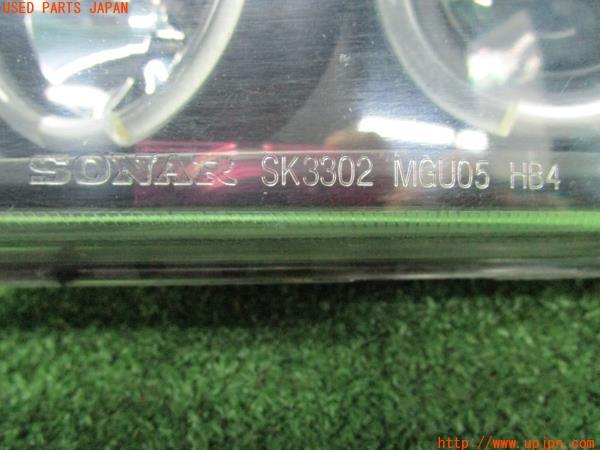 USED PARTS JAPAN
SONAR SK3302 MGU05 HB4
http://www.upjpn.com/